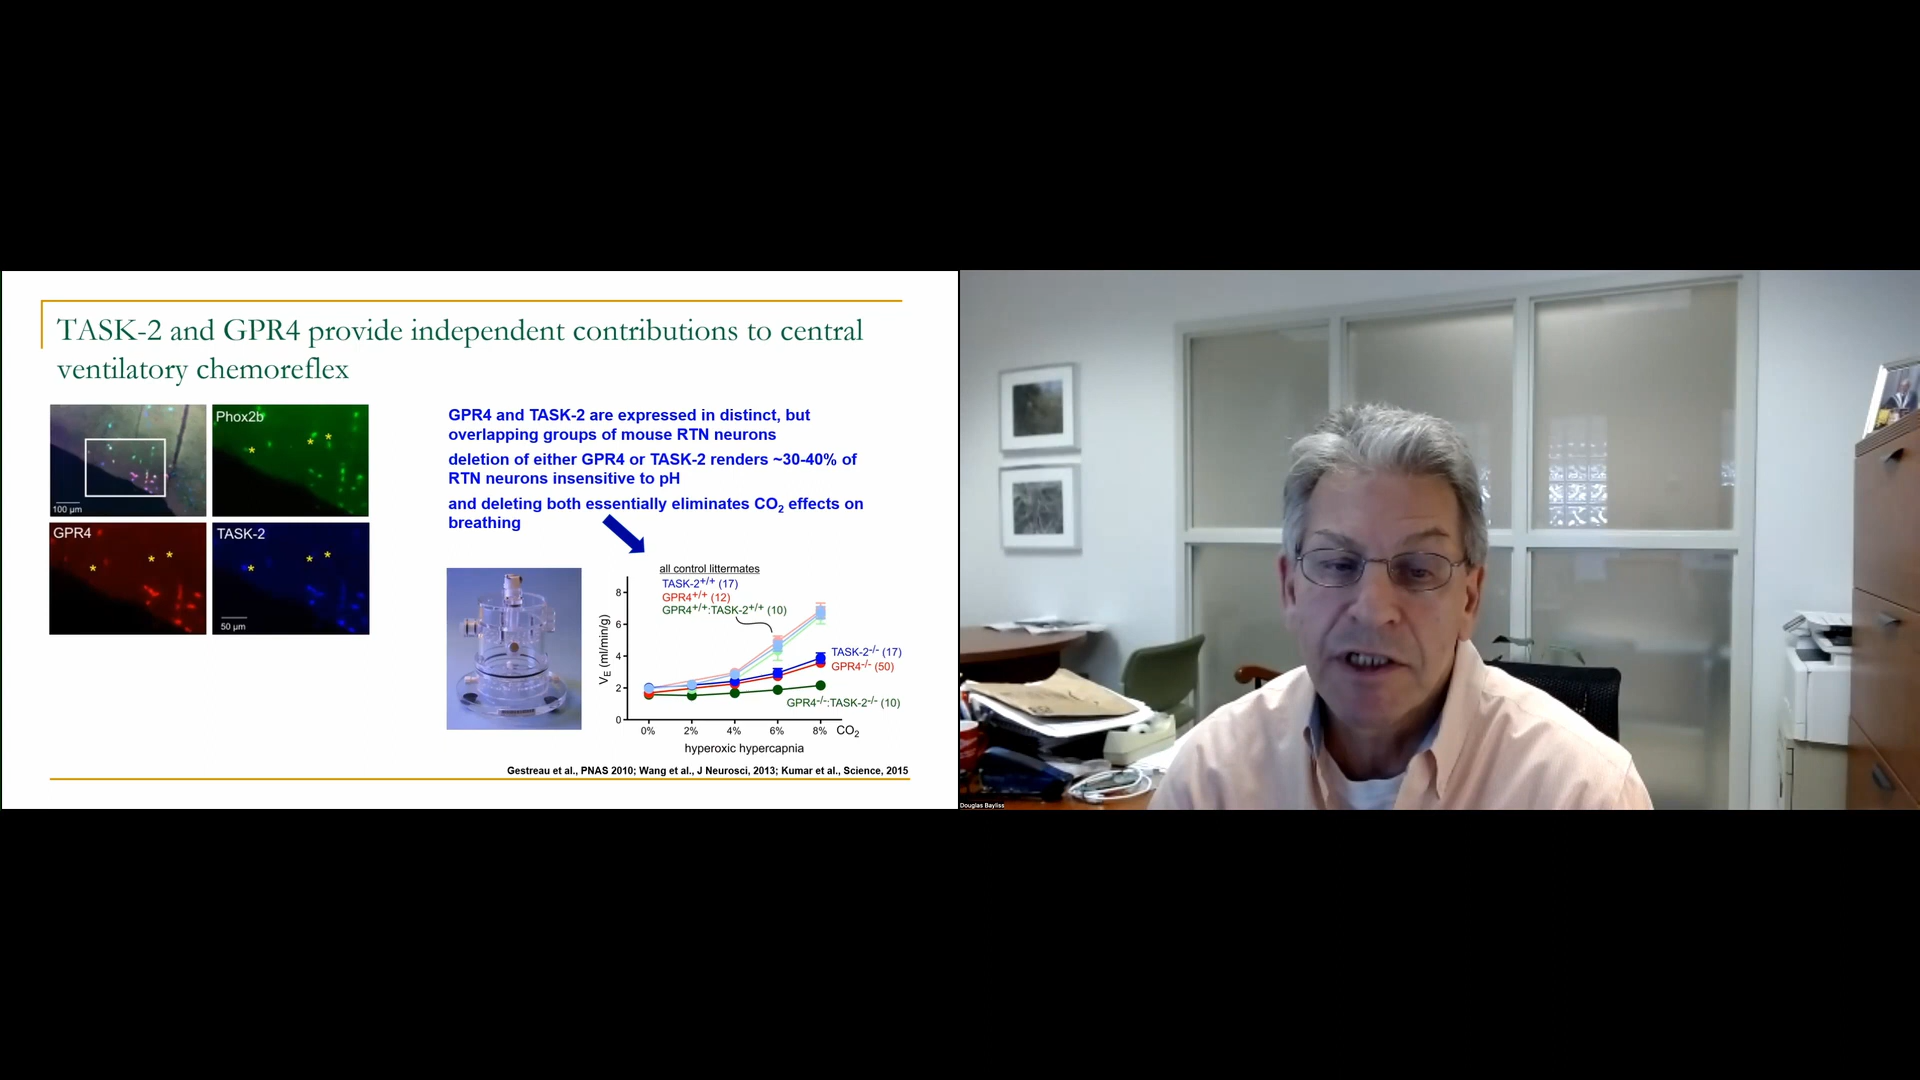 TASK-2 and GPR4 provide independent contributions to central
ventilatory chemoreflex
Phox2b
100 µm
GPR4
TASK-2
50 µm
GPR4 and TASK-2 are expressed in distinct, but
overlapping groups of mouse RTN neurons
deletion of either GPR4 or TASK-2 renders ~30-40% of
RTN neurons insensitive to pH
and deleting both essentially eliminates CO2 effects on
breathing
all control littermates
TASK-2+/+ (17)
GPR4+/+ (12)
GPR4+/+:TASK-2+/+ (10)
8
6
4
2
0
VE (ml/min/g)
TASK-2-/- (17)
GPR4-/- (50)
GPR4-/-:TASK-2-/- (10)
0% 2% 4% 6% 8% CO2
hyperoxic hypercapnia
Gestreau et al., PNAS 2010; Wang et al., J Neurosci, 2013; Kumar et al., Science, 2015
Douglas Bayliss